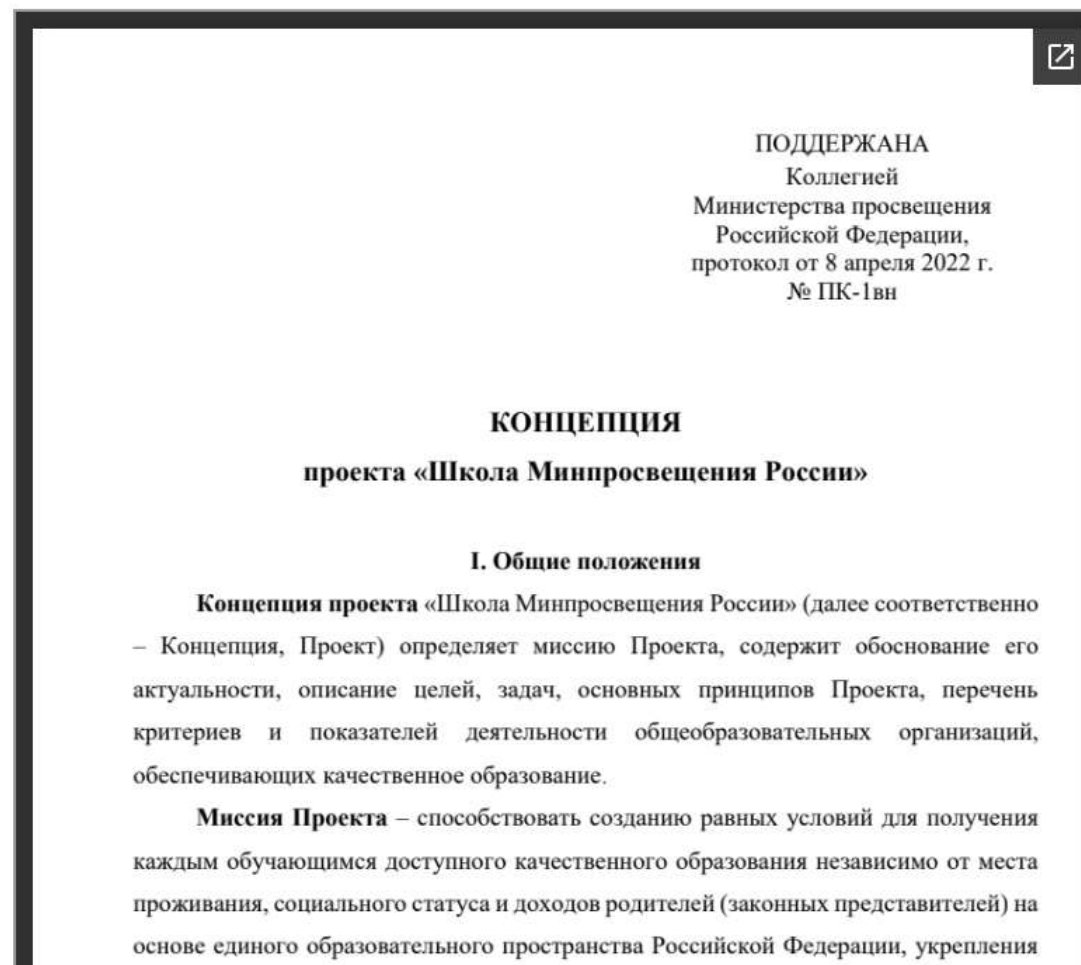 ПОДДЕРЖАНА
Коллегией
Министерства просвещения
Российской Федерации,
протокол от 8 апреля 2022 г.
№ ПК-1вн
КОНЦЕПЦИЯ
проекта «Школа Минпросвещения России»
I. Общие положения
Концепция проекта «Школа Минпросвещения России» (далее соответственно
– Концепция, Проект) определяет миссию Проекта, содержит обоснование его
актуальности, описание целей, задач, основных принципов Проекта, перечень
критериев и показателей деятельности общеобразовательных организаций,
обеспечивающих качественное образование.
Миссия Проекта – способствовать созданию равных условий для получения
каждым обучающимся доступного качественного образования независимо от места
проживания, социального статуса и доходов родителей (законных представителей) на
основе единого образовательного пространства Российской Федерации, укрепления